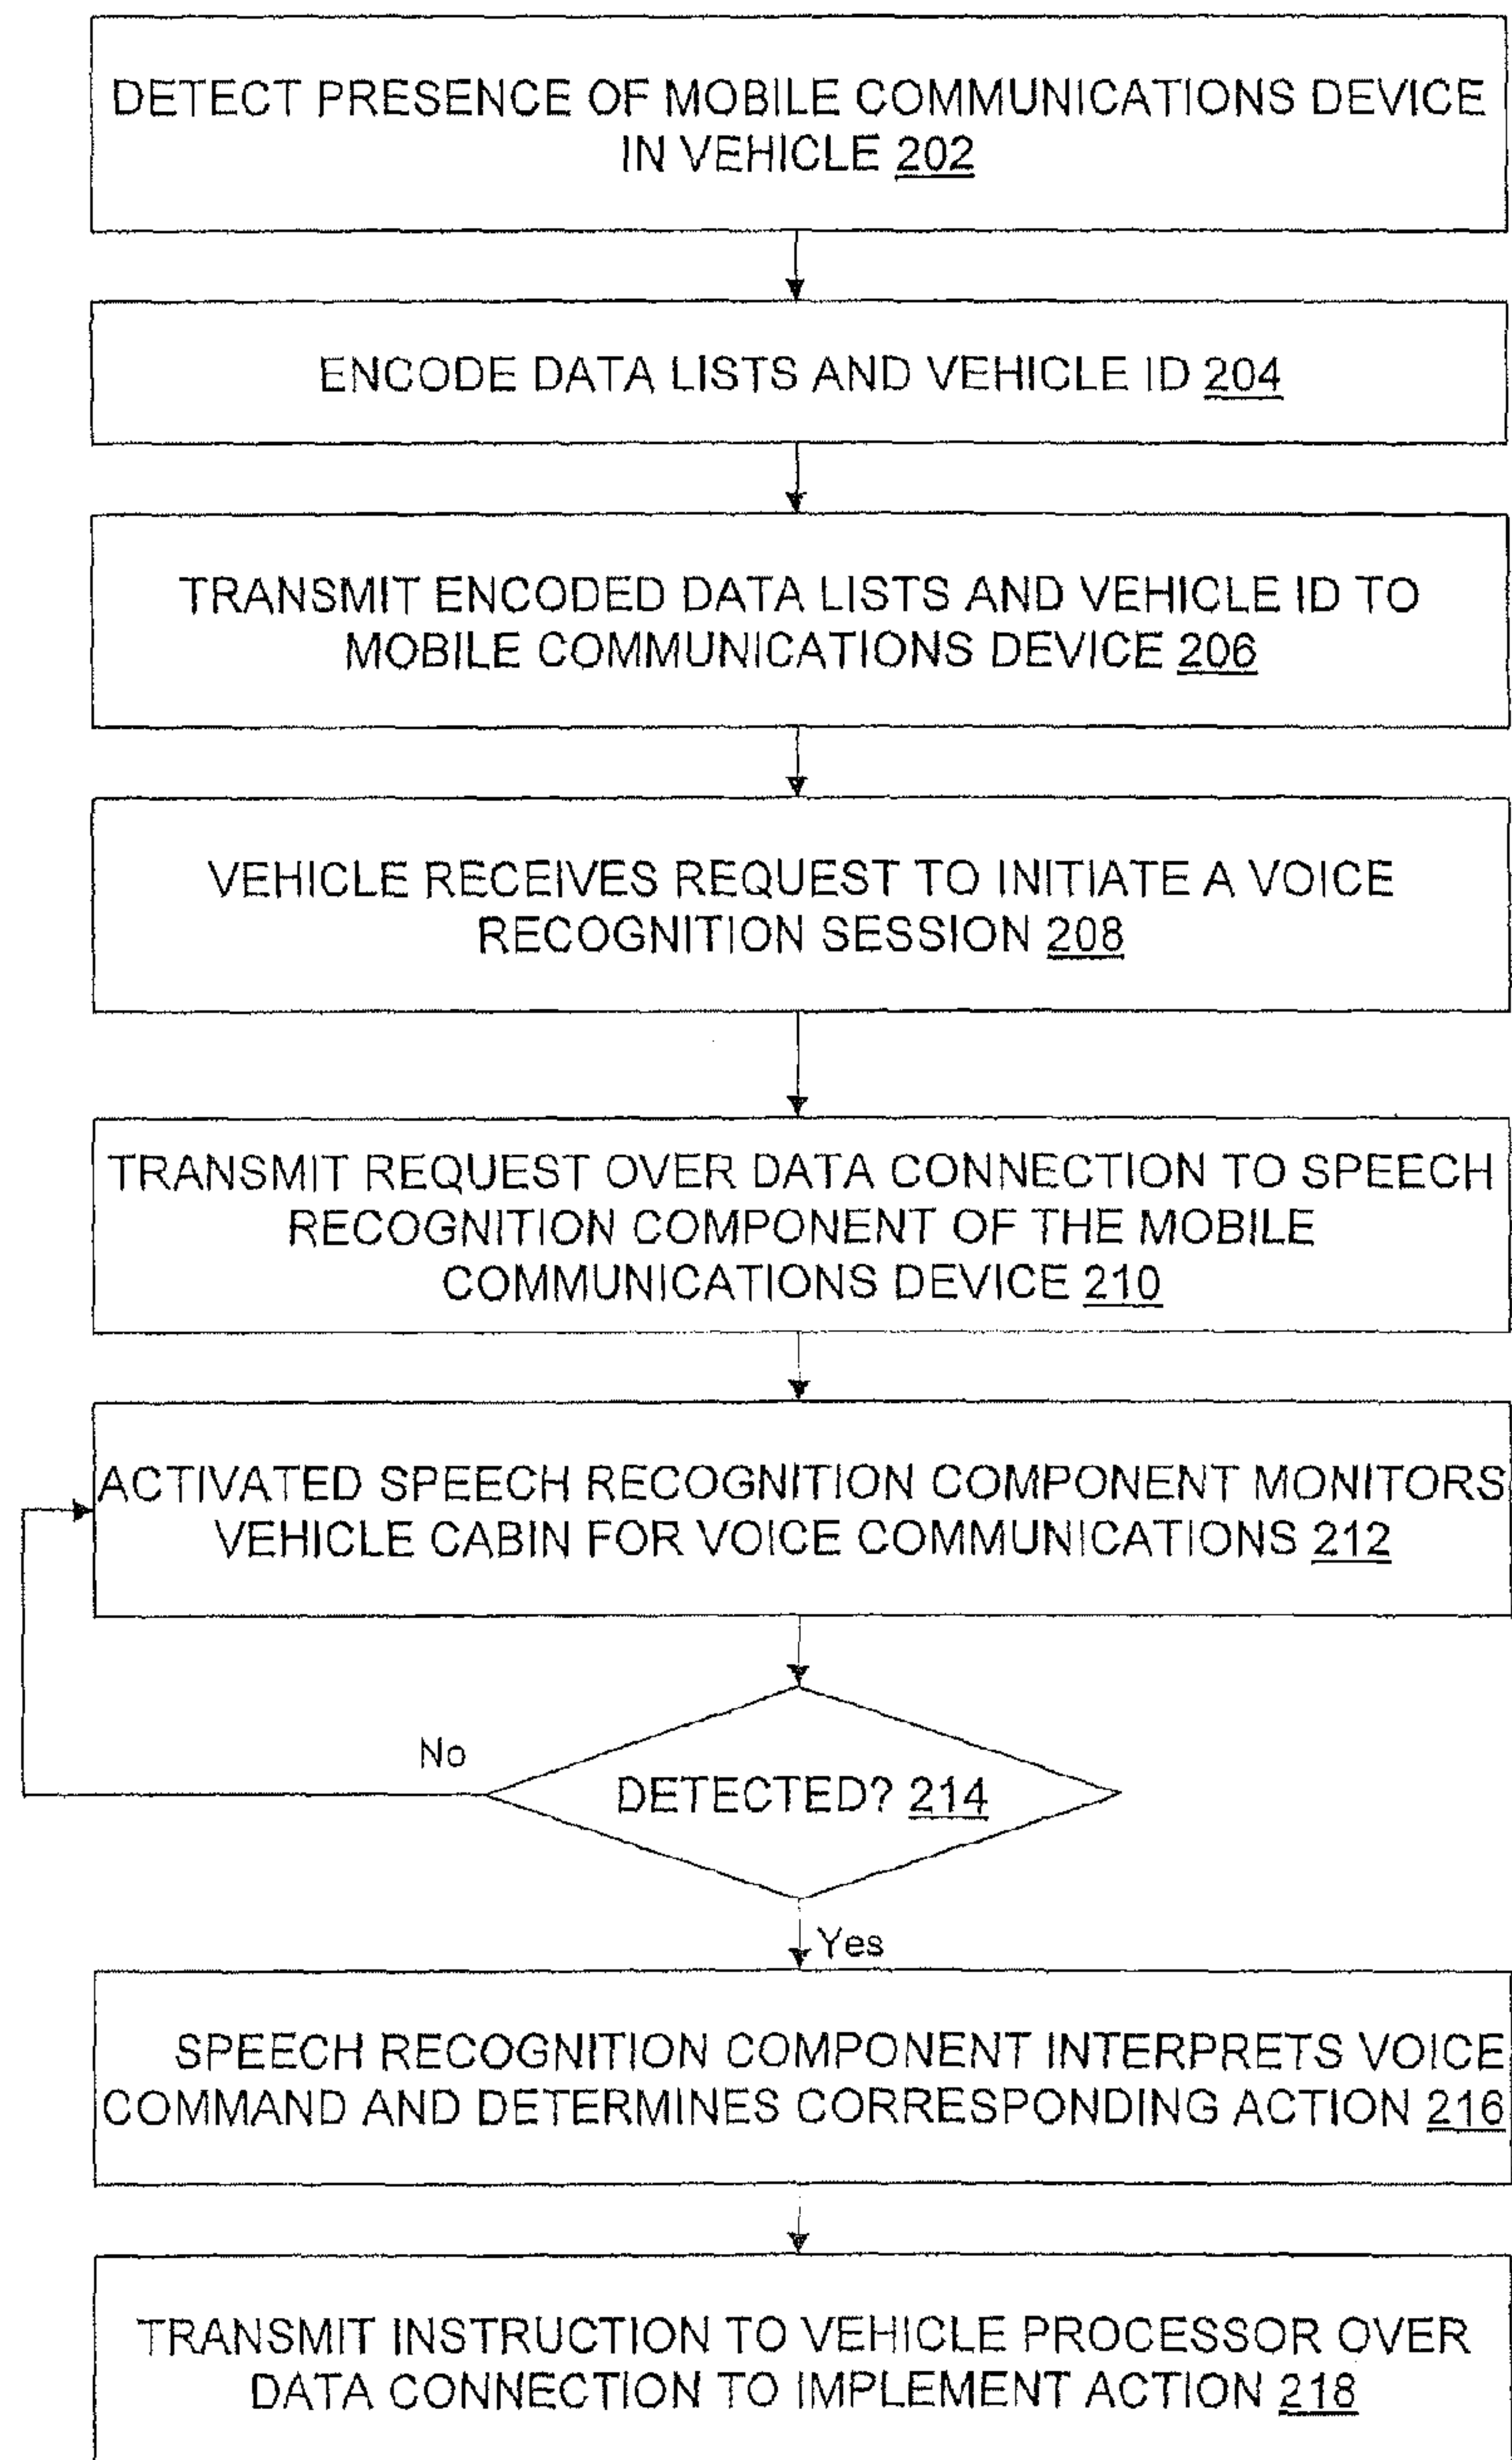 DETECT PRESENCE OF MOBILE COMMUNICATIONS DEVICE
IN VEHICLE 202
ENCODE DATA LISTS AND VEHICLE ID 204
TRANSMIT ENCODED DATA LISTS AND VEHICLE ID TO
MOBILE COMMUNICATIONS DEVICE 206
VEHICLE RECEIVES REQUEST TO INITIATE A VOICE
RECOGNITION SESSION 208
TRANSMIT REQUEST OVER DATA CONNECTION TO SPEECH
RECOGNITION COMPONENT OF THE MOBILE
COMMUNICATIONS DEVICE 210
ACTIVATED SPEECH RECOGNITION COMPONENT MONITORS
VEHICLE CABIN FOR VOICE COMMUNICATIONS 212
No
DETECTED? 214
Yes
SPEECH RECOGNITION COMPONENT INTERPRETS VOICE
COMMAND AND DETERMINES CORRESPONDING ACTION 216
TRANSMIT INSTRUCTION TO VEHICLE PROCESSOR OVER
DATA CONNECTION TO IMPLEMENT ACTION 218